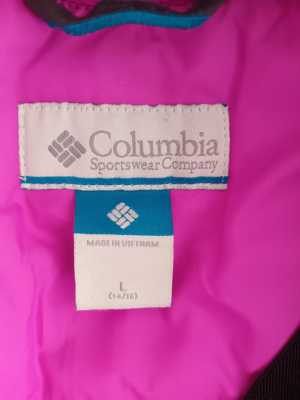 Columbia
Sportswear Company
MADE IN VIETNAM
L
(14/16)